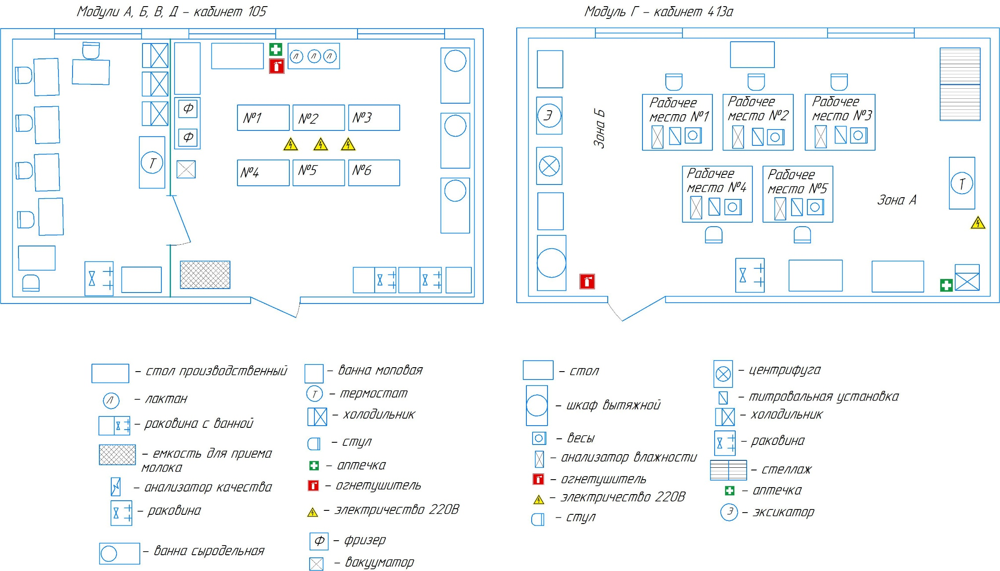 Модули А, Б, В, Д – кабинет 105
Модуль Г – кабинет 413а
Л Л Л
Ф
Ф
Т
№1 №2 №3
№4 №5 №6
Зона Б
Э
Рабочее
место №1
Рабочее
место №2
Рабочее
место №3
Рабочее
место №4
Рабочее
место №5
Зона А
Т
– стол производственный
Л – лактан
– раковина с ванной
– емкость для приема
молока
– анализатор качества
– раковина
– ванна сыродельная
– ванна моповая
Т – термостат
– холодильник
– стул
– аптечка
– огнетушитель
– электричество 220В
Ф – фризер
– вакууматор
– стол
– шкаф вытяжной
– весы
– анализатор влажности
– огнетушитель
– электричество 220В
– стул
– центрифуга
– титровальная установка
– холодильник
– раковина
– стеллаж
– аптечка
Э – эксикатор